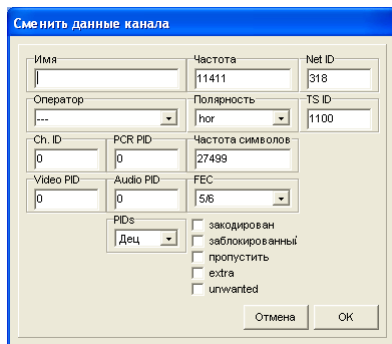 Сменить данные канала
Имя Частота Net ID
11411 318
Оператор Полярность TS ID
--- hor 1100
Ch. ID PCR PID Частота символов
0 0 27499
Video PID Audio PID FEC
0 0 5/6
PIDs
Дец
закодирован
заблокированный
пропустить
extra
unwanted
Отмена OK